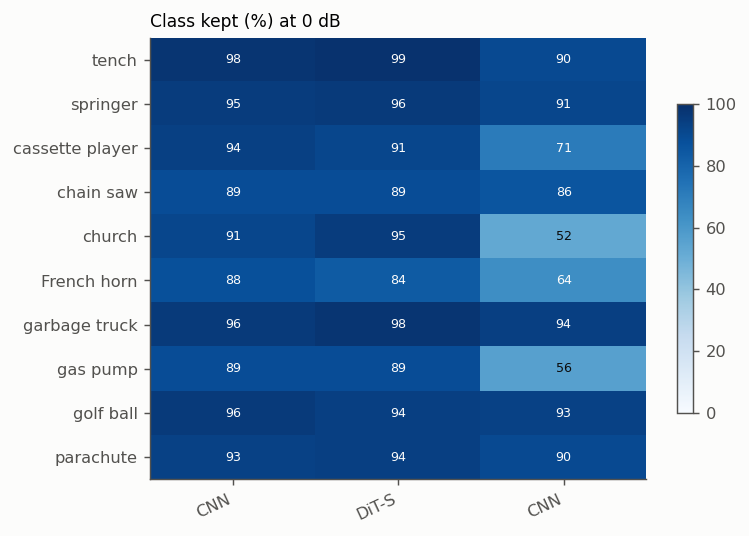 Class kept (%) at 0 dB
tench 98 99 90
springer 95 96 91
cassette player 94 91 71
chain saw 89 89 86
church 91 95 52
French horn 88 84 64
garbage truck 96 98 94
gas pump 89 89 56
golf ball 96 94 93
parachute 93 94 90
CNN DiT-S CNN
100
80
60
40
20
0